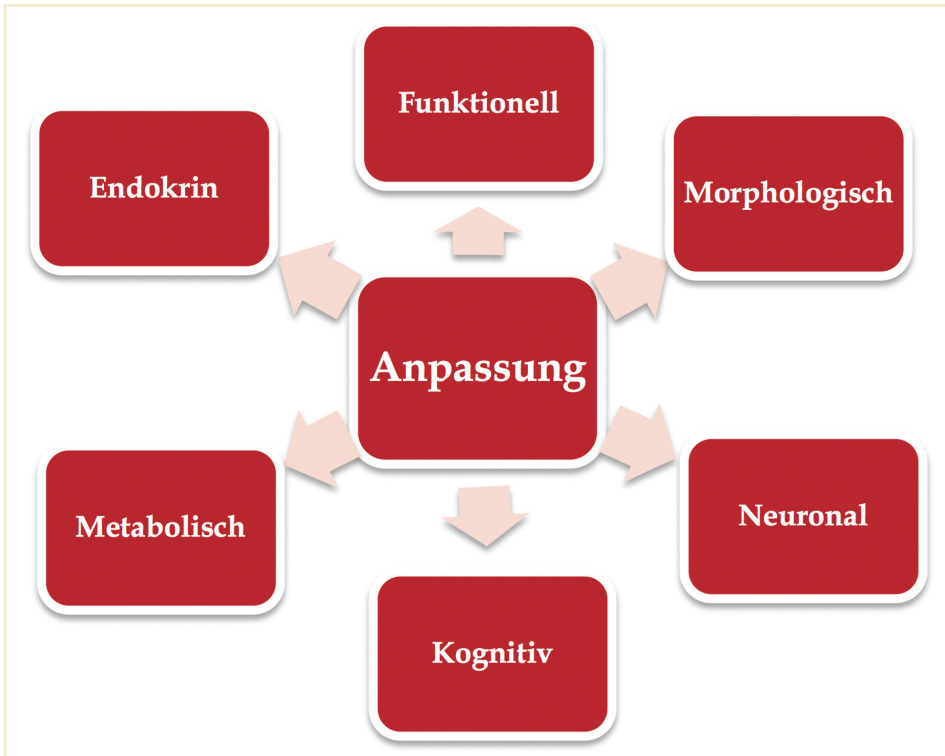 Funktionell
Endokrin
Morphologisch
Anpassung
Metabolisch
Neuronal
Kognitiv